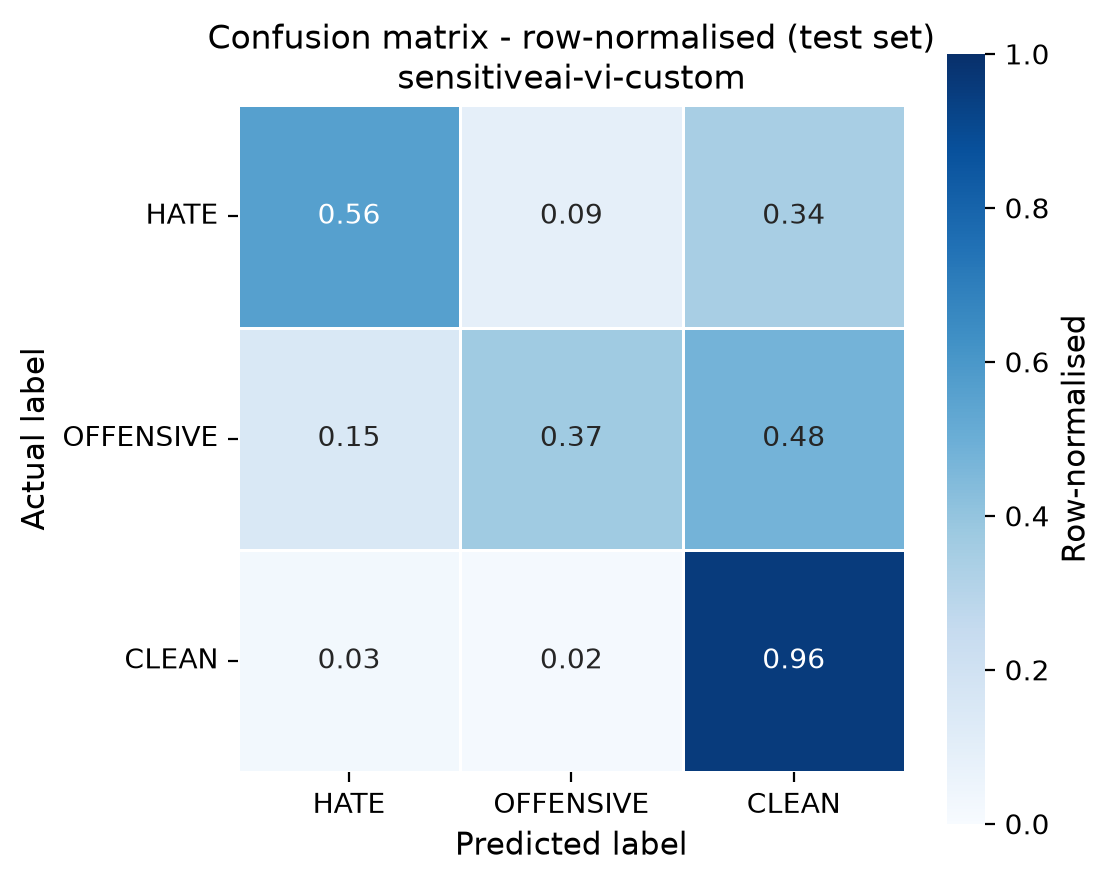 Confusion matrix - row-normalised (test set)
sensitiveai-vi-custom
1.0
0.8
0.6
0.4
0.2
0.0
Row-normalised
Actual label
HATE 0.56 0.09 0.34
OFFENSIVE 0.15 0.37 0.48
CLEAN 0.03 0.02 0.96
HATE OFFENSIVE CLEAN
Predicted label